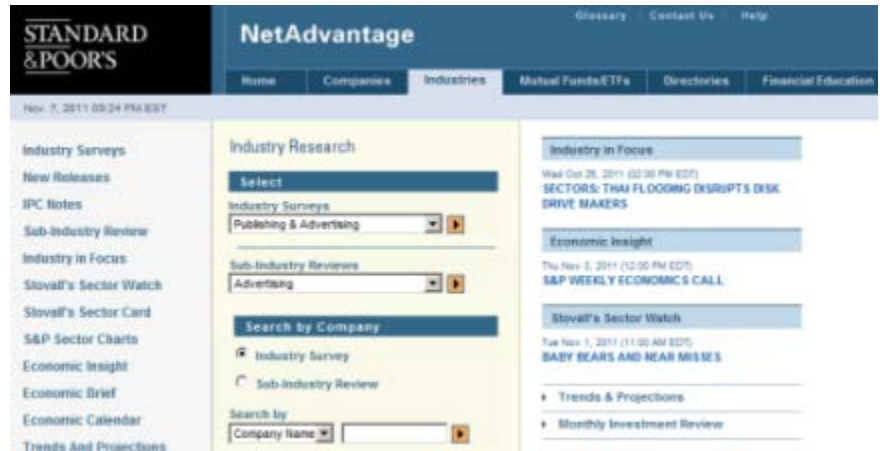 Glossary
Contact Us
Help
STANDARD
&POOR'S
NetAdvantage
Home
Companies
Industries
Mutual Funds/ETFs
Directories
Financial Education
Nov. 7, 2011 09:24 PM EST
Industry Surveys
New Releases
IPC Notes
Sub-Industry Review
Industry in Focus
Stovall's Sector Watch
Stovall's Sector Card
S&P Sector Charts
Economic Insight
Economic Brief
Economic Calendar
Trends And Projections
Industry Research
Select
Industry Surveys
Publishing & Advertising
Sub-Industry Reviews
Advertising
Search by Company
Industry Survey
Sub-Industry Review
Search by
Company Name
Industry in Focus
Wed Oct 26, 2011 (02:00 PM EDT)
SECTORS: THAI FLOODING DISRUPTS DISK
DRIVE MAKERS
Economic Insight
Thu Nov 3, 2011 (12:00 PM EDT)
S&P WEEKLY ECONOMICS CALL
Stovall's Sector Watch
Tue Nov 1, 2011 (11:00 AM EDT)
BABY BEARS AND NEAR MISSES
Trends & Projections
Monthly Investment Review